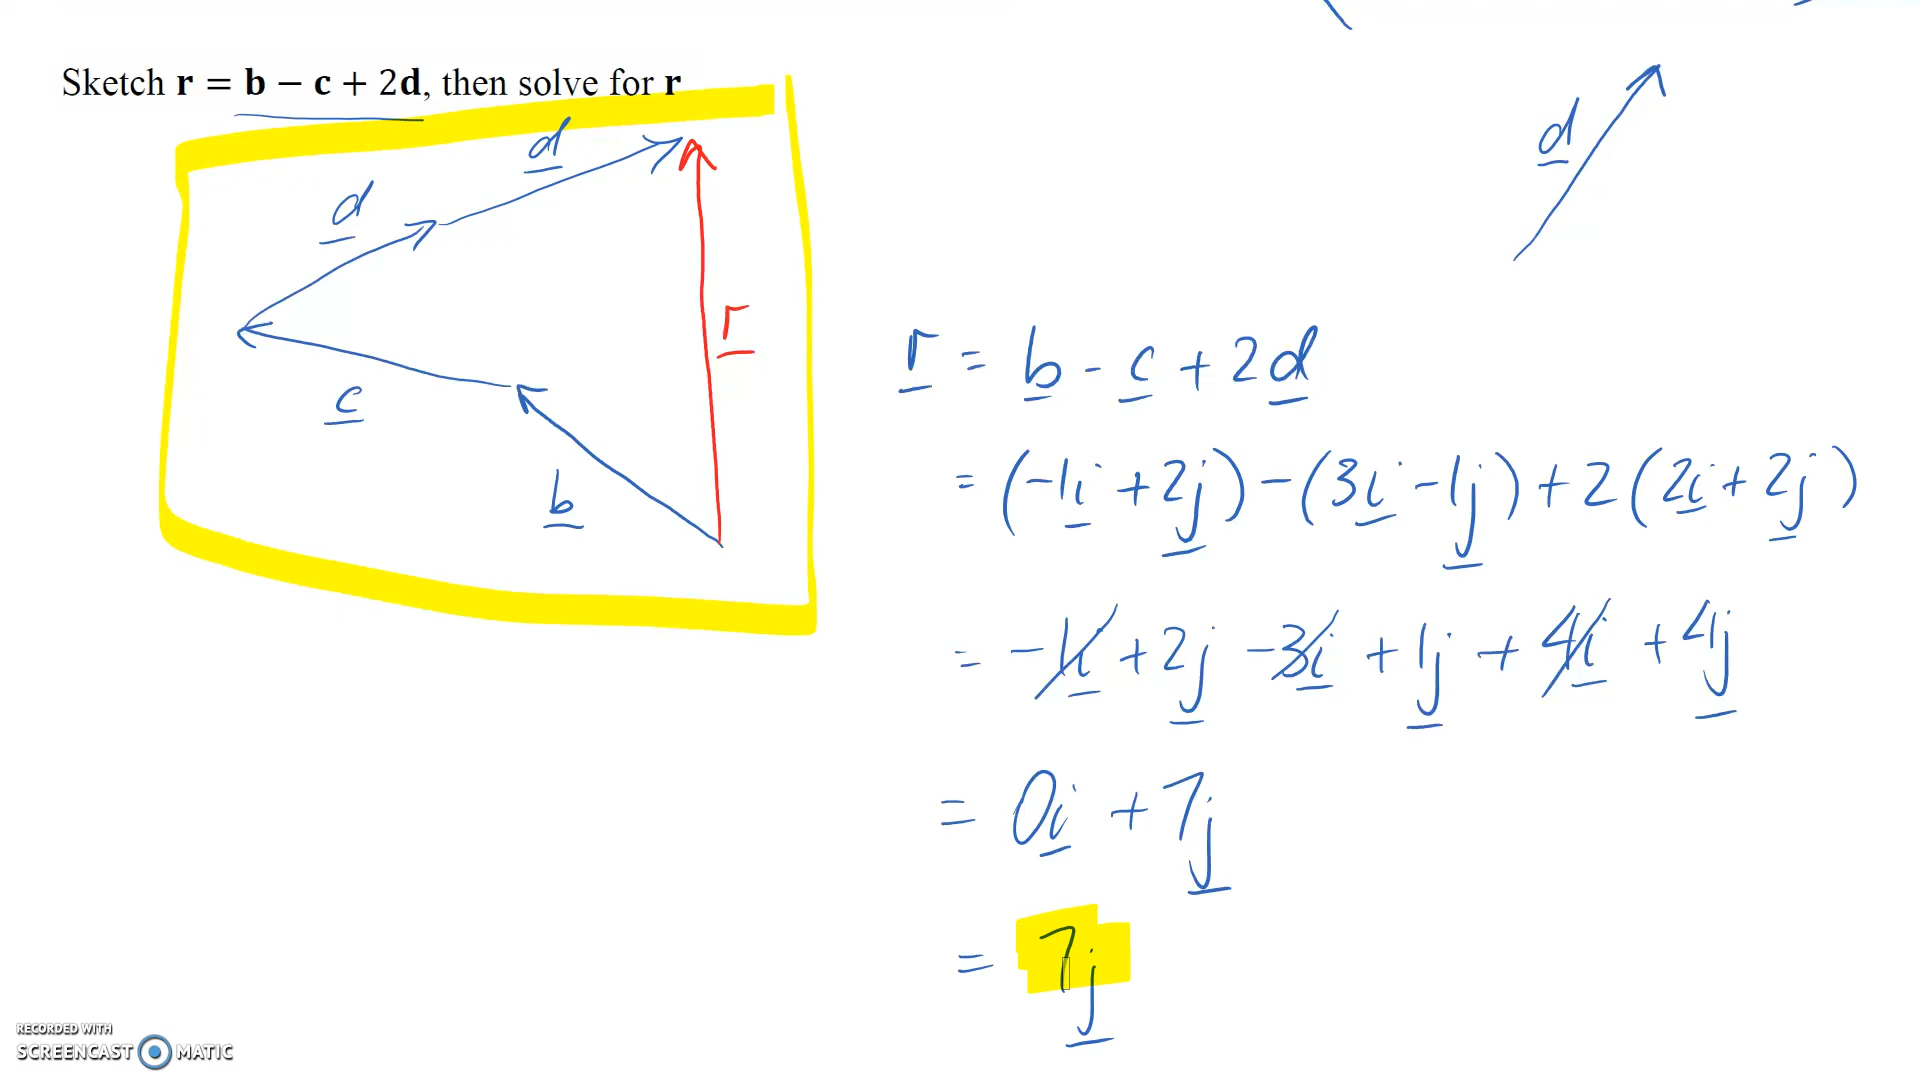 Sketch r = b − c + 2d, then solve for r
d
d
d
r
c
b
r = b - c + 2d
= (-1i + 2j) - (3i - 1j) + 2(2i + 2j)
= -1i + 2j - 3i + 1j + 4i + 4j
= 0i + 7j
= 7j
RECORDED WITH
SCREENCAST MATIC